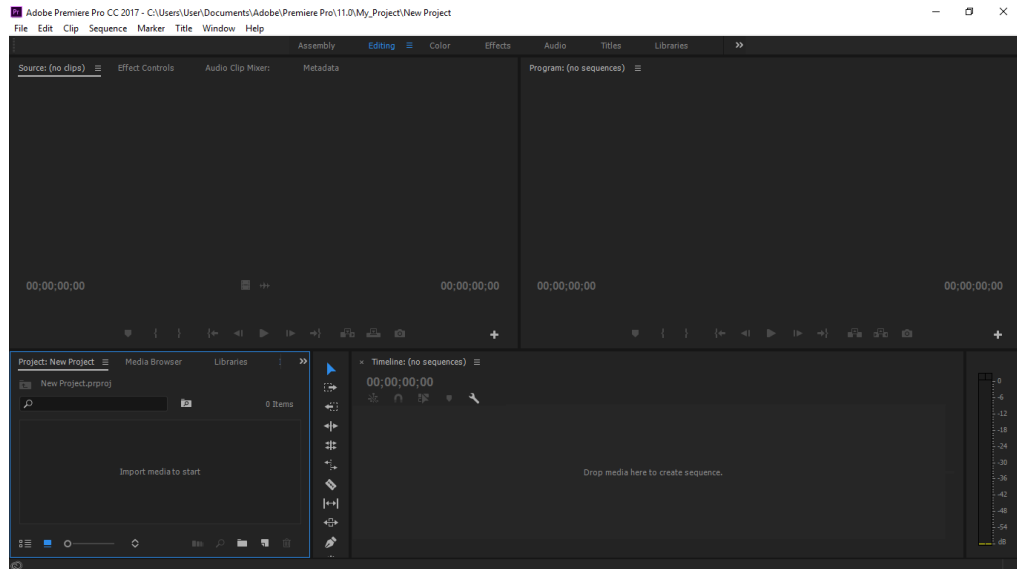 Pr Adobe Premiere Pro CC 2017 - C:\Users\User\Documents\Adobe\Premiere Pro\11.0\My_Project\New Project
File Edit Clip Sequence Marker Title Window Help
Assembly Editing Color Effects Audio Titles Libraries
Source: (no clips) Effect Controls Audio Clip Mixer: Metadata
Program: (no sequences)
00;00;00;00 00;00;00;00
00;00;00;00 00;00;00;00
Project: New Project Media Browser Libraries
New Project.prproj
0 Items
Import media to start
Timeline: (no sequences)
00;00;00;00
Drop media here to create sequence.
0
-6
-12
-18
-24
-30
-36
-42
-48
-54
dB